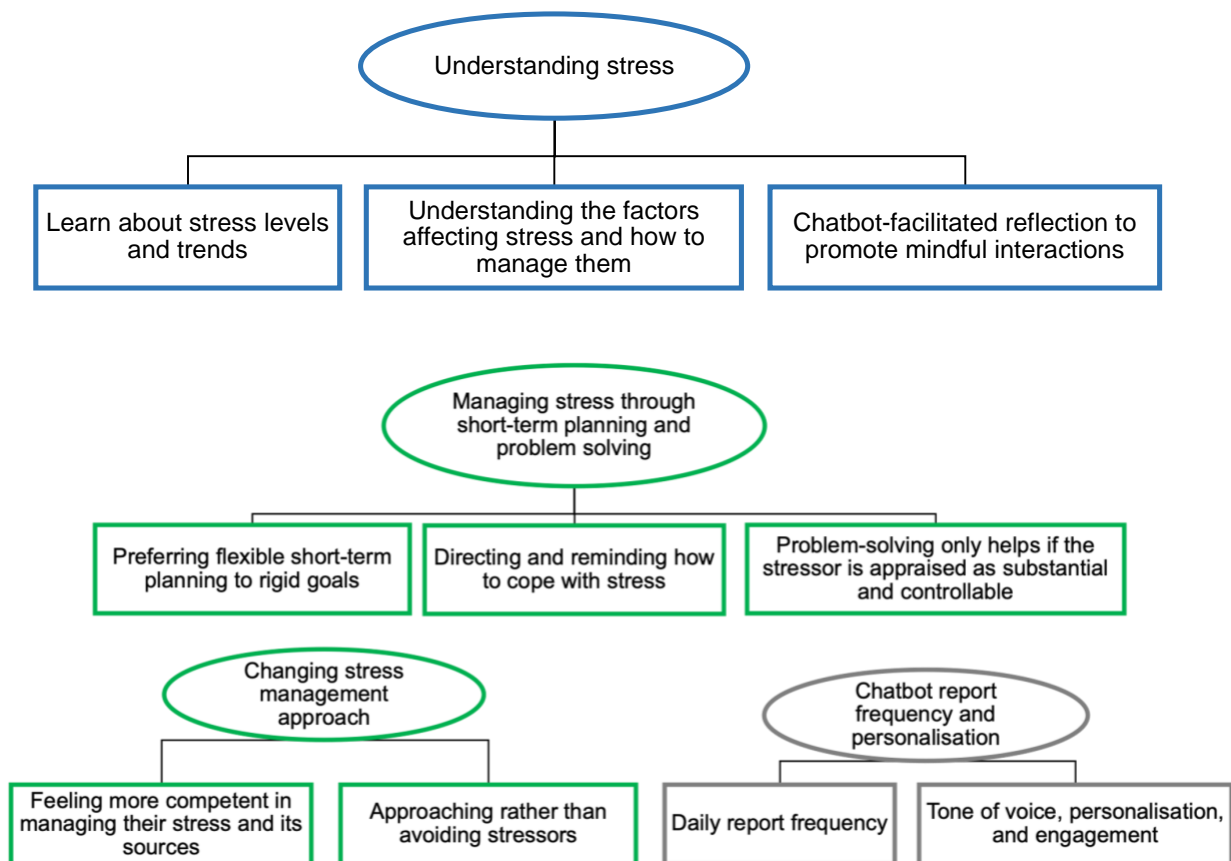 Understanding stress
Learn about stress levels
and trends
Understanding the factors
affecting stress and how to
manage them
Chatbot-facilitated reflection to
promote mindful interactions
Managing stress through
short-term planning and
problem solving
Preferring flexible short-term
planning to rigid goals
Directing and reminding how
to cope with stress
Problem-solving only helps if the
stressor is appraised as substantial
and controllable
Changing stress
management
approach
Feeling more competent in
managing their stress and its
sources
Approaching rather than
avoiding stressors
Chatbot report
frequency and
personalisation
Daily report frequency
Tone of voice, personalisation,
and engagement